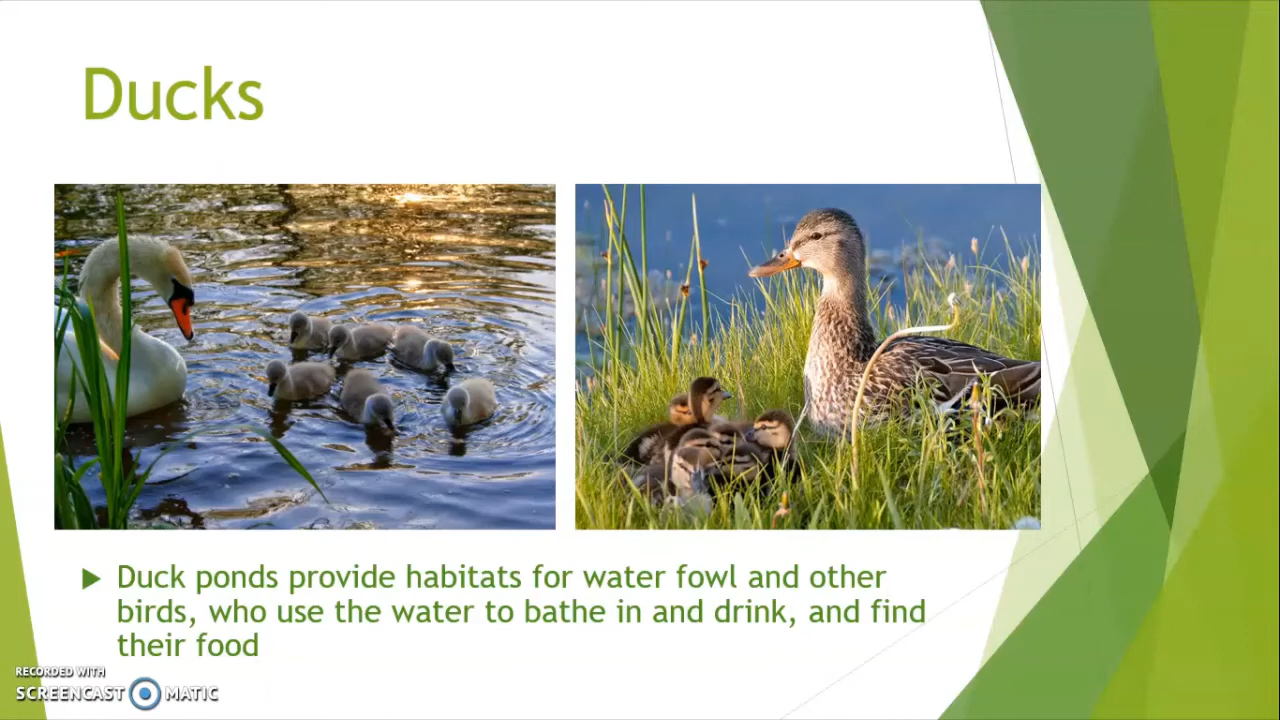 Ducks
Duck ponds provide habitats for water fowl and other
birds, who use the water to bathe in and drink, and find
their food
RECORDED WITH
SCREENCAST MATIC